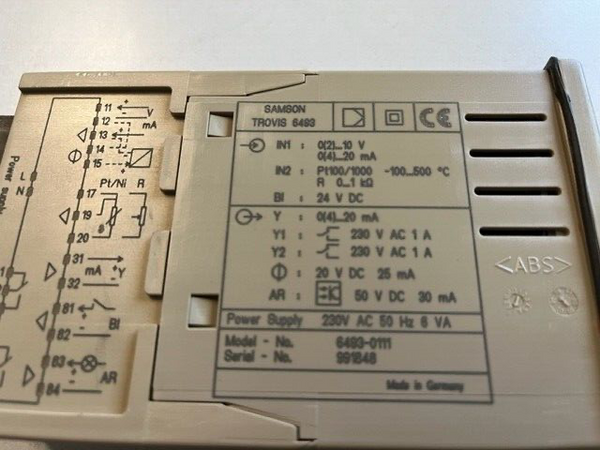 11
12
V
mA
13
14
15
Pt/Ni R
17
19
20
31
mA Y
32
81
BI
82
83
AR
84
Power supply
L
N
SAMSON
TROVIS 6493
CE
IN1 : 0(2)...10 V
0(4)...20 mA
IN2 : Pt100/1000 -100...500 °C
R 0...1 kΩ
BI : 24 V DC
Y : 0(4)...20 mA
Y1 : 230 V AC 1 A
Y2 : 230 V AC 1 A
: 20 V DC 25 mA
AR : 50 V DC 30 mA
Power Supply 230V AC 50 Hz 6 VA
Model - No. 6493-0111
Serial - No. 991848
Made in Germany
>ABS<